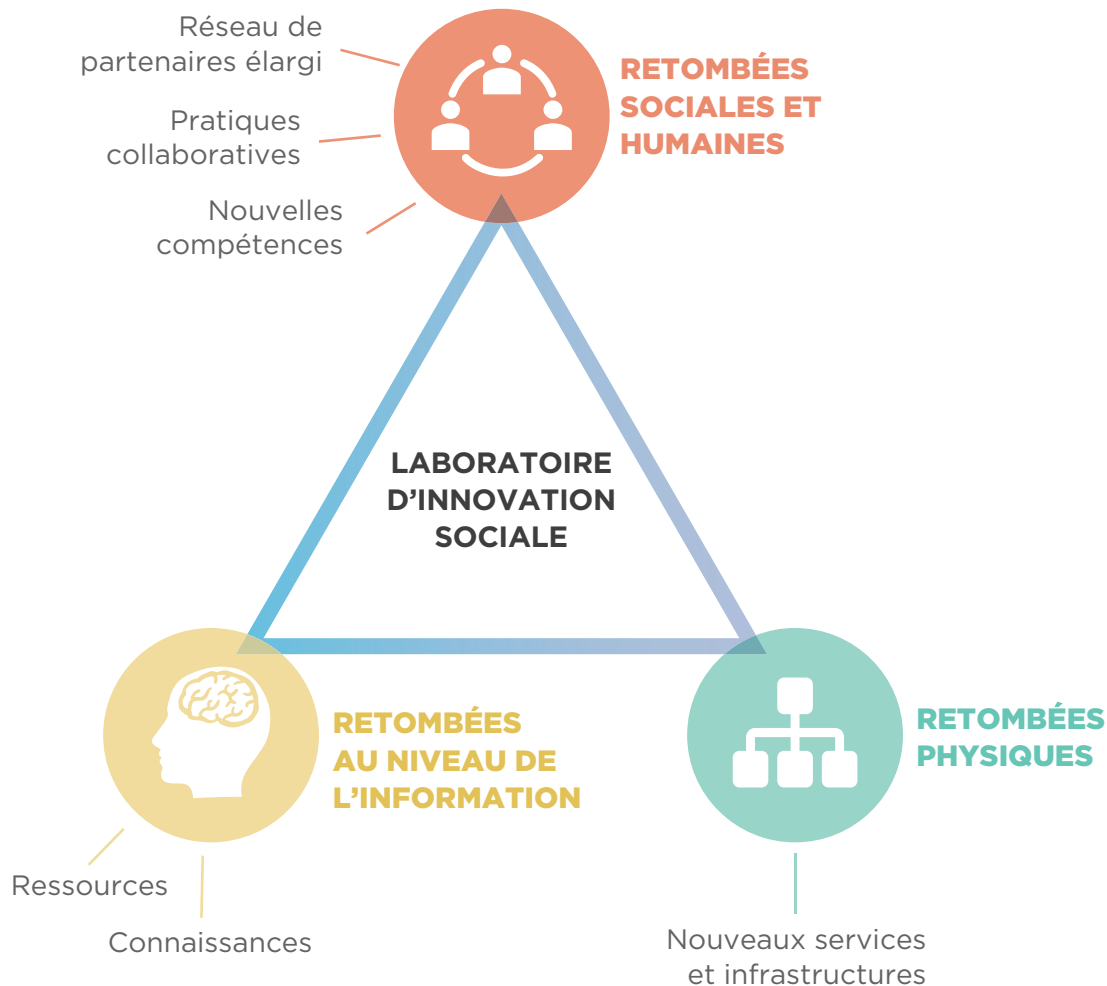 Réseau de
partenaires élargi
Pratiques
collaboratives
Nouvelles
compétences
RETOMBÉES
SOCIALES ET
HUMAINES
LABORATOIRE
D’INNOVATION
SOCIALE
RETOMBÉES
AU NIVEAU DE
L’INFORMATION
Ressources
Connaissances
RETOMBÉES
PHYSIQUES
Nouveaux services
et infrastructures